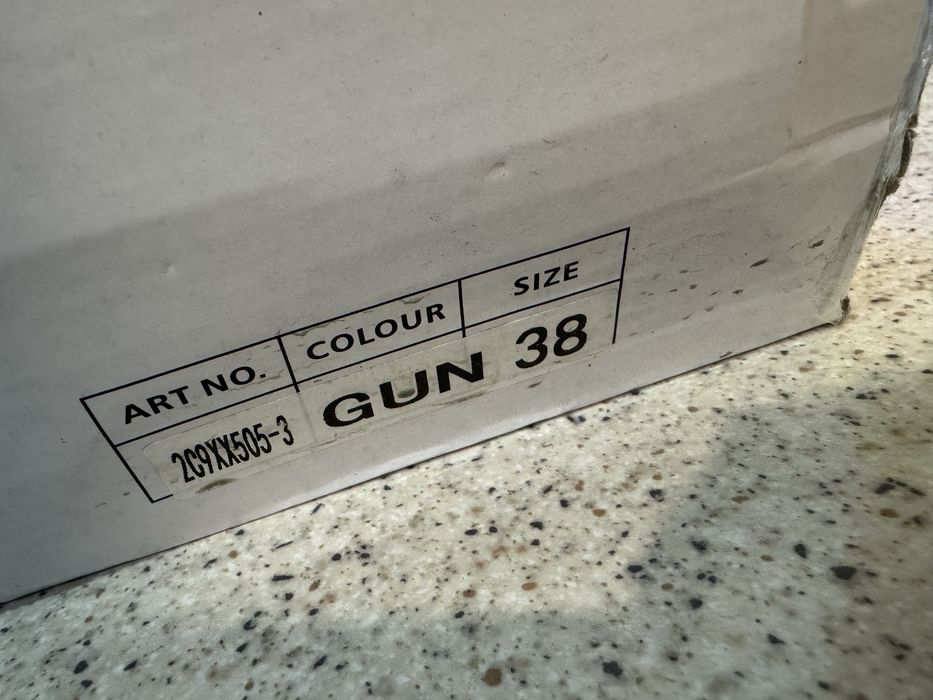 ART NO. COLOUR SIZE
2C9XX505-3 GUN 38